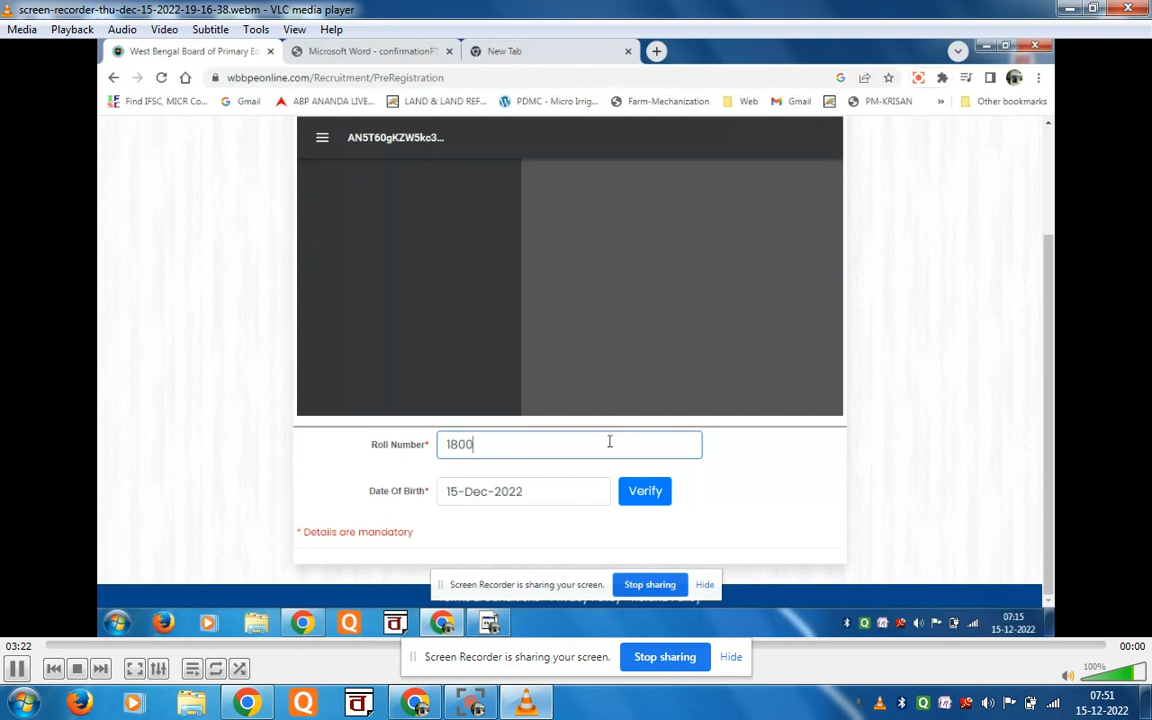 screen-recorder-thu-dec-15-2022-19-16-38.webm - VLC media player
Media Playback Audio Video Subtitle Tools View Help
West Bengal Board of Primary Ed
Microsoft Word - confirmationPT
New Tab
wbbpeonline.com/Recruitment/PreRegistration
Find IFSC, MICR Co...
Gmail
ABP ANANDA LIVE...
LAND & LAND REF...
PDMC - Micro Irrig...
Farm-Mechanization
Web
Gmail
PM-KRISAN
»
Other bookmarks
AN5T60gKZW5kc3...
Roll Number* 1800
Date Of Birth* 15-Dec-2022 Verify
* Details are mandatory
Screen Recorder is sharing your screen. Stop sharing Hide
07:15
15-12-2022
03:22
00:00
Screen Recorder is sharing your screen. Stop sharing Hide
100%
07:51
15-12-2022